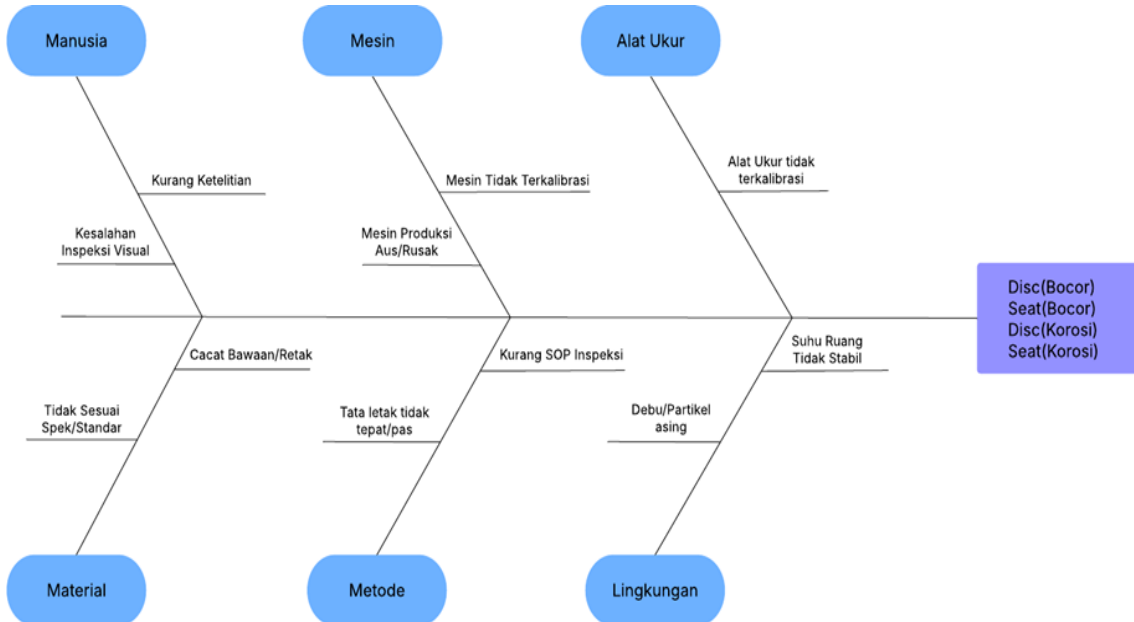 Manusia
Mesin
Alat Ukur
Kurang Ketelitian
Kesalahan
Inspeksi Visual
Mesin Tidak Terkalibrasi
Mesin Produksi
Aus/Rusak
Alat Ukur tidak
terkalibrasi
Disc(Bocor)
Seat(Bocor)
Disc(Korosi)
Seat(Korosi)
Cacat Bawaan/Retak
Tidak Sesuai
Spek/Standar
Kurang SOP Inspeksi
Tata letak tidak
tepat/pas
Suhu Ruang
Tidak Stabil
Debu/Partikel
asing
Material
Metode
Lingkungan